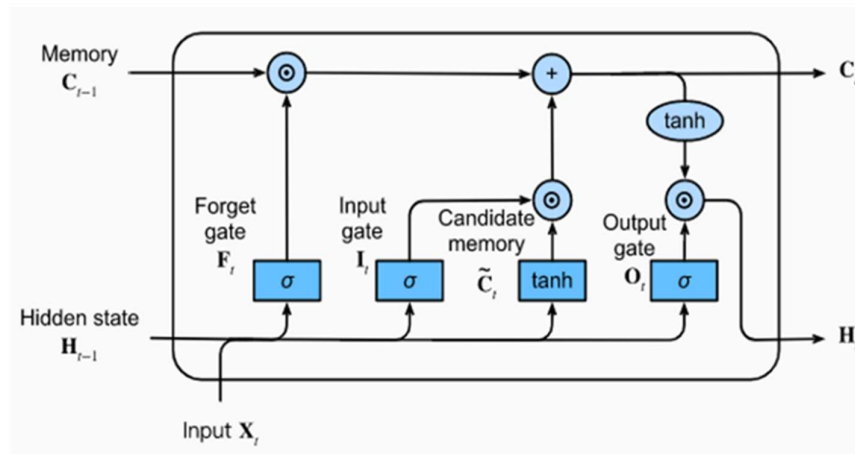 Memory
C_{t-1}
⊙
+
C
tanh
Forget
gate
F_t
Input
gate
I_t
Candidate
memory
C̃_t
⊙
Output
gate
O_t
⊙
σ
σ
tanh
σ
Hidden state
H_{t-1}
H
Input X_t